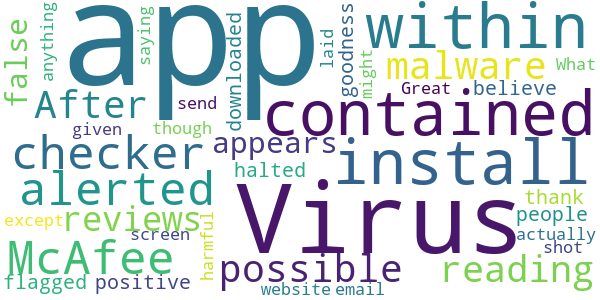 false
anything
saying
app
downloaded
laid
goodness
might
within
malware
What
After
send
Great
believe
contained
given
though
checker
appears
install
halted
alerted
Virus
thank
except
reviews
harmful
people
screen
actually
McAfee
possible
shot
reading
flagged
positive
website
email